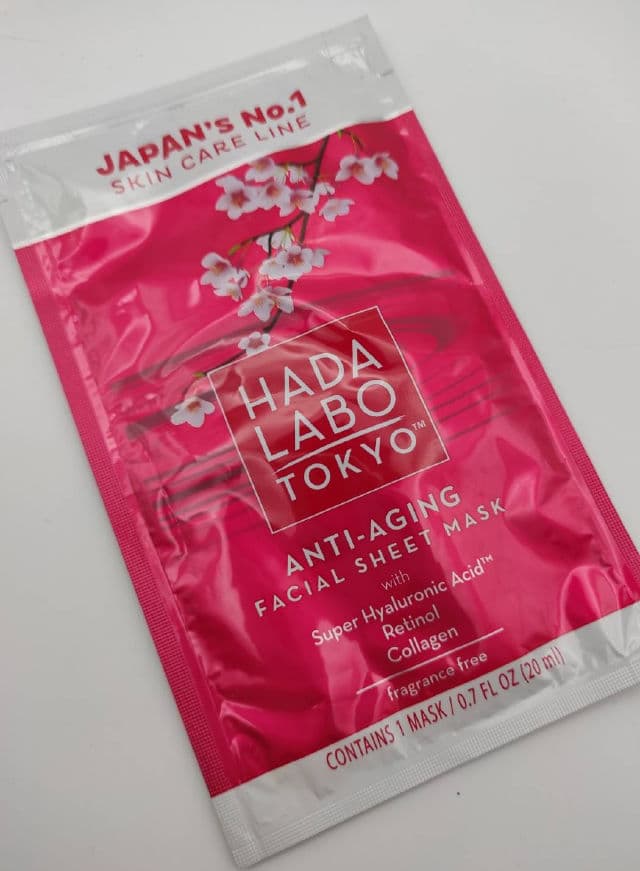 JAPAN's No.1
SKIN CARE LINE
HADA
LABO
TOKYO™
ANTI-AGING
FACIAL SHEET MASK
with
Super Hyaluronic Acid™
Retinol
Collagen
fragrance free
CONTAINS 1 MASK / 0.7 FL OZ (20 ml)